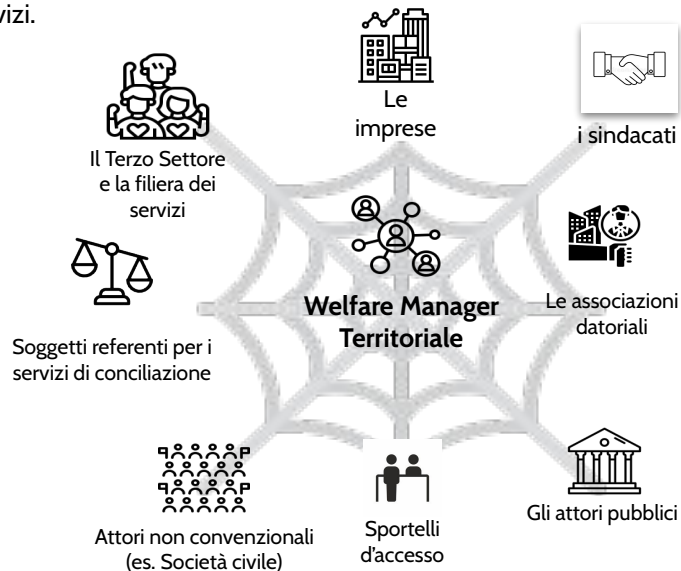 vizi.
Le
imprese
i sindacati
Il Terzo Settore
e la filiera dei
servizi
Welfare Manager
Territoriale
Le associazioni
datoriali
Soggetti referenti per i
servizi di conciliazione
Gli attori pubblici
Attori non convenzionali
(es. Società civile)
Sportelli
d'accesso